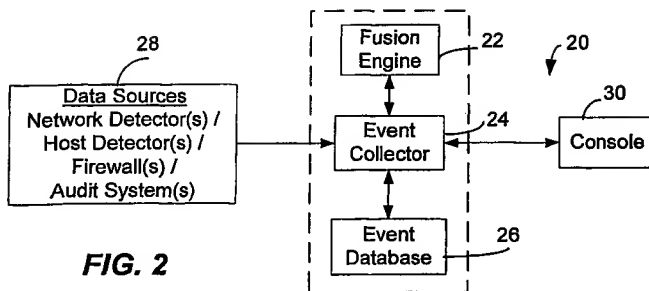 28
Data Sources
Network Detector(s) /
Host Detector(s) /
Firewall(s) /
Audit System(s)
Fusion
Engine
22
20
Event
Collector
24
30
Console
Event
Database
26
FIG. 2